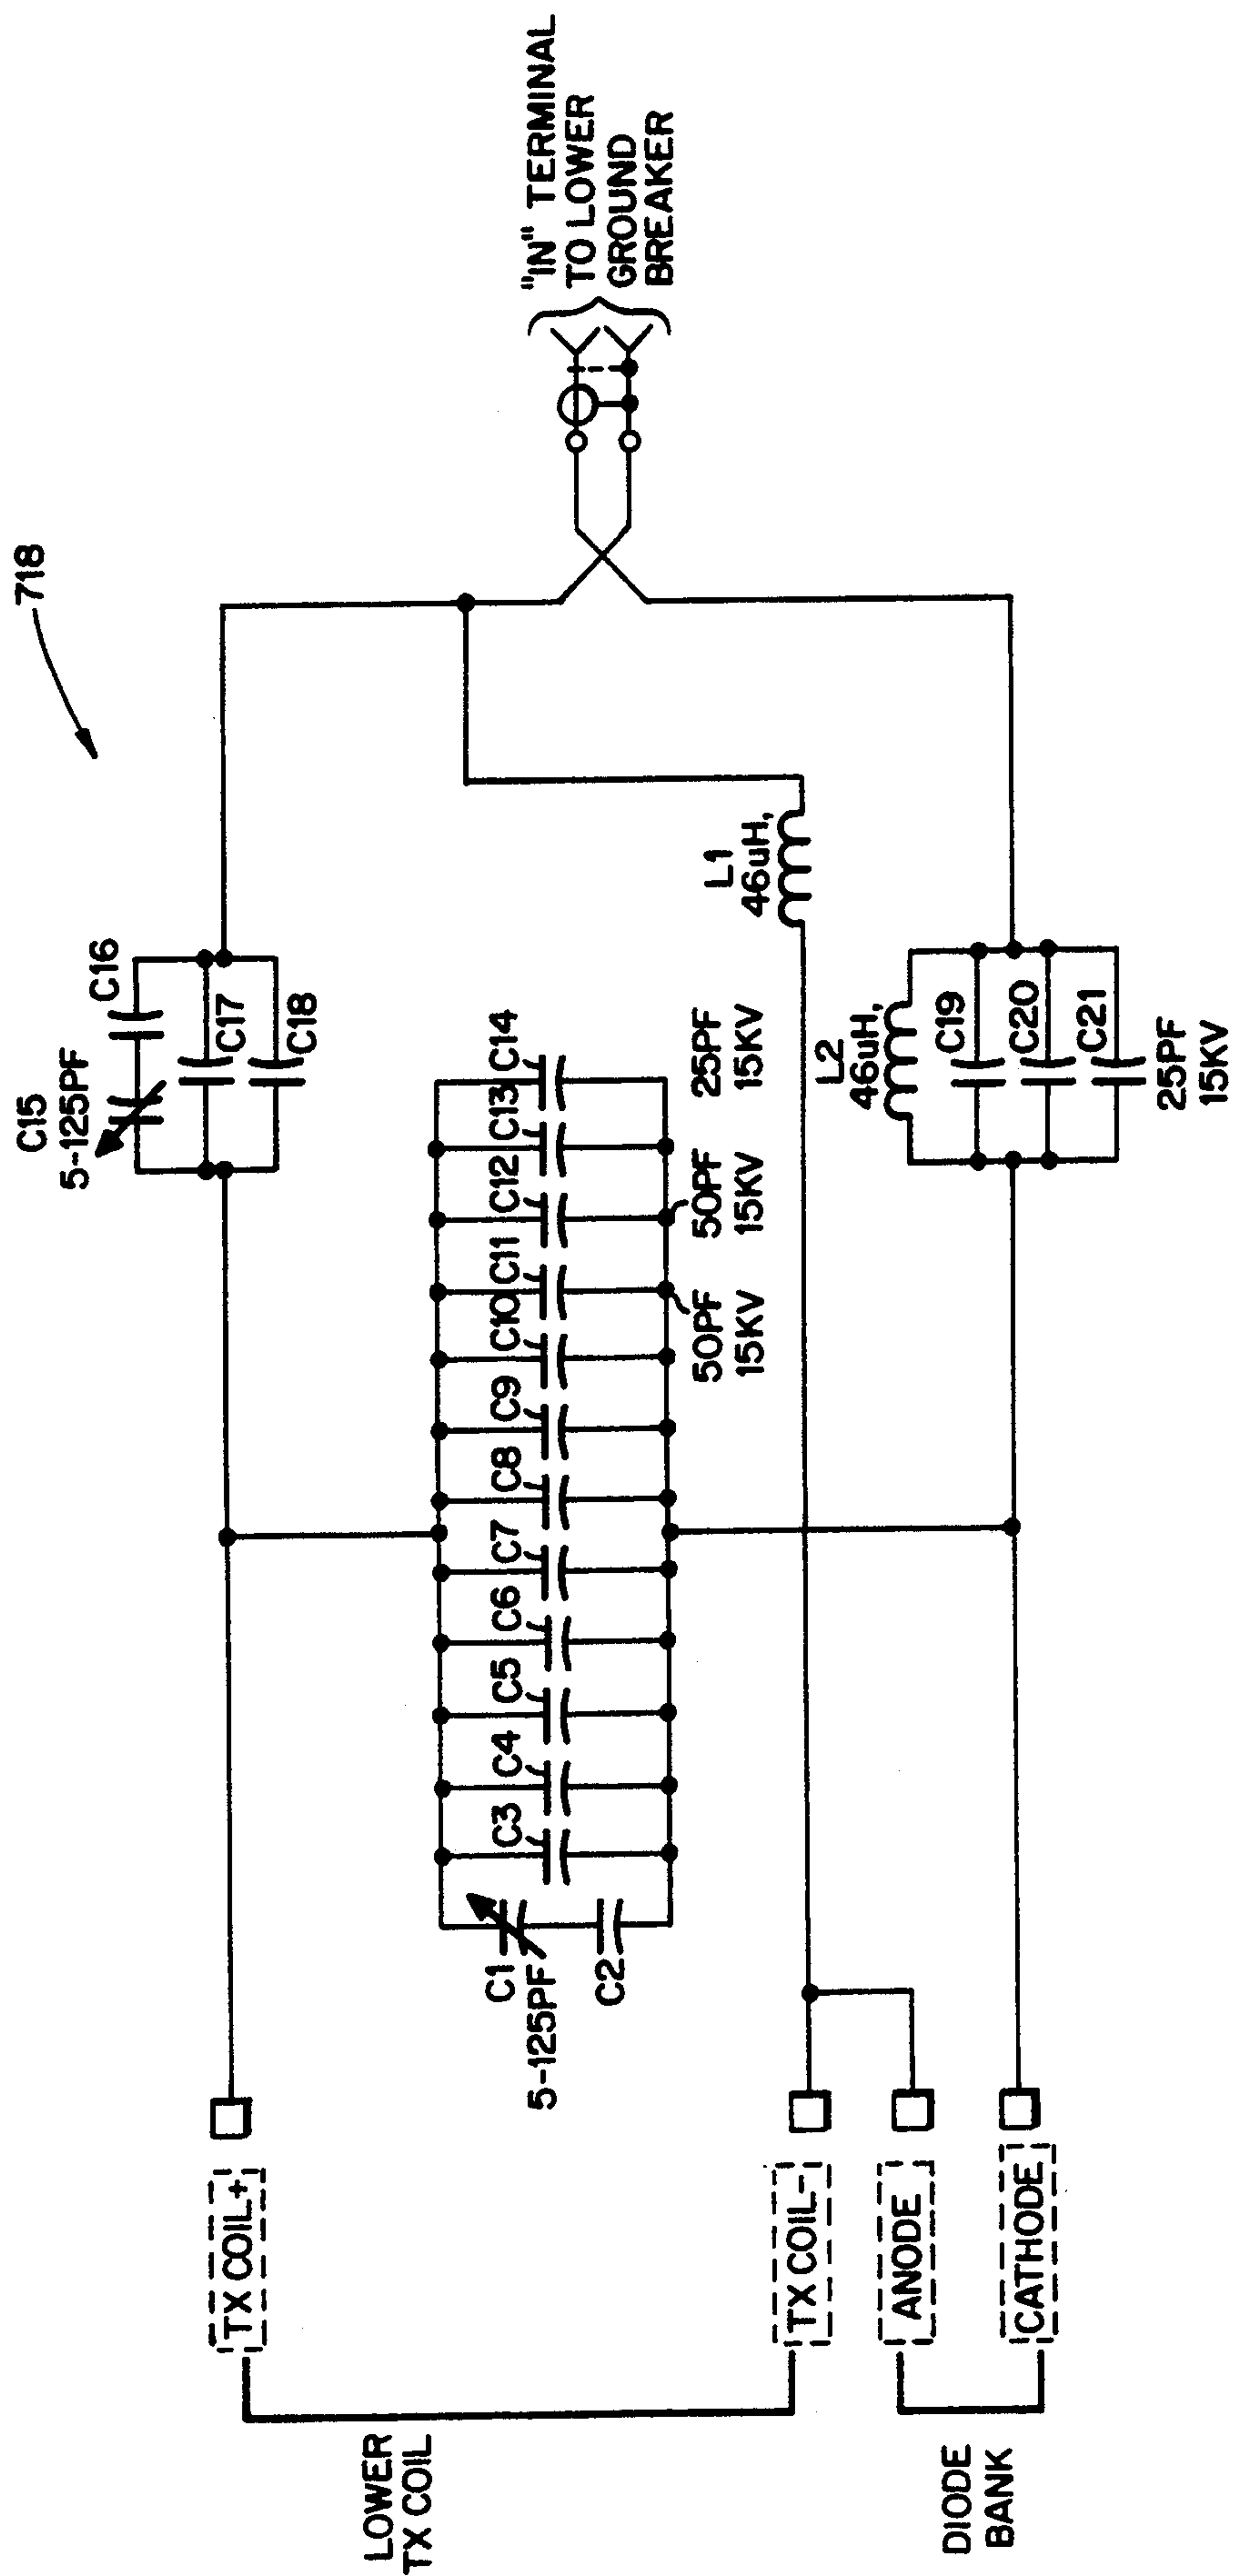 718
"IN" TERMINAL
TO LOWER
GROUND
BREAKER
C15
5-125PF
C16
C17
C18
C1
5-125PF
C2
C3
C4
C5
C6
C7
C8
C9
C10
C11
C12
C13
C14
50PF
15KV
50PF
15KV
25PF
15KV
L1
46uH,
L2
46uH,
C19
C20
C21
25PF
15KV
TX COIL+
TX COIL-
ANODE
CATHODE
LOWER
TX COIL
DIODE
BANK